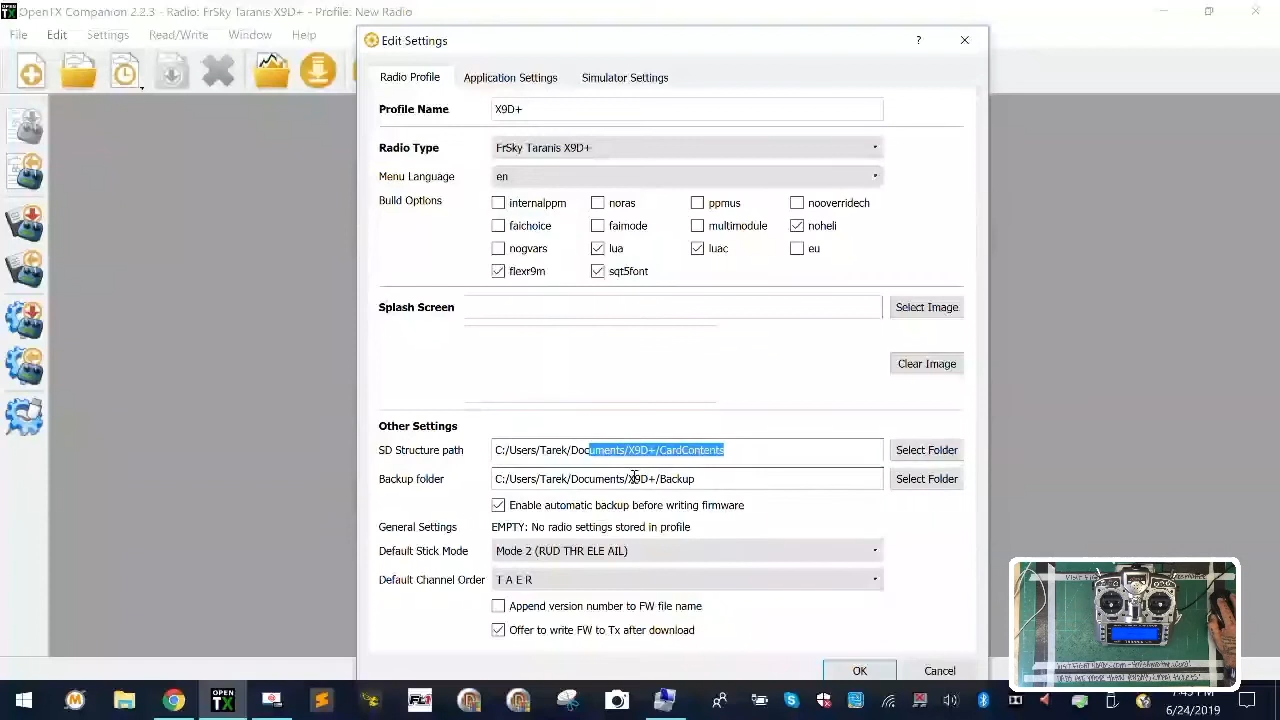 OPEN TX OpenTX Companion 2.2.3 - Radio: FrSky Taranis X9D+ - Profile: New Radio
File Edit Settings Read/Write Window Help
Edit Settings ?
Radio Profile Application Settings Simulator Settings
Profile Name X9D+
Radio Type FrSky Taranis X9D+
Menu Language en
Build Options internalppm noras ppmus nooverridech
faichoice faimode multimodule noheli
nogvars lua luac eu
flexr9m sqt5font
Splash Screen Select Image
Clear Image
Other Settings
SD Structure path C:/Users/Tarek/Documents/X9D+/CardContents Select Folder
Backup folder C:/Users/Tarek/Documents/X9D+/Backup Select Folder
Enable automatic backup before writing firmware
General Settings EMPTY: No radio settings stored in profile
Default Stick Mode Mode 2 (RUD THR ELE AIL)
Default Channel Order T A E R
Append version number to FW file name
Offer to write FW to Tx after download
OK Cancel
OPEN TX
7:45 PM
6/24/2019